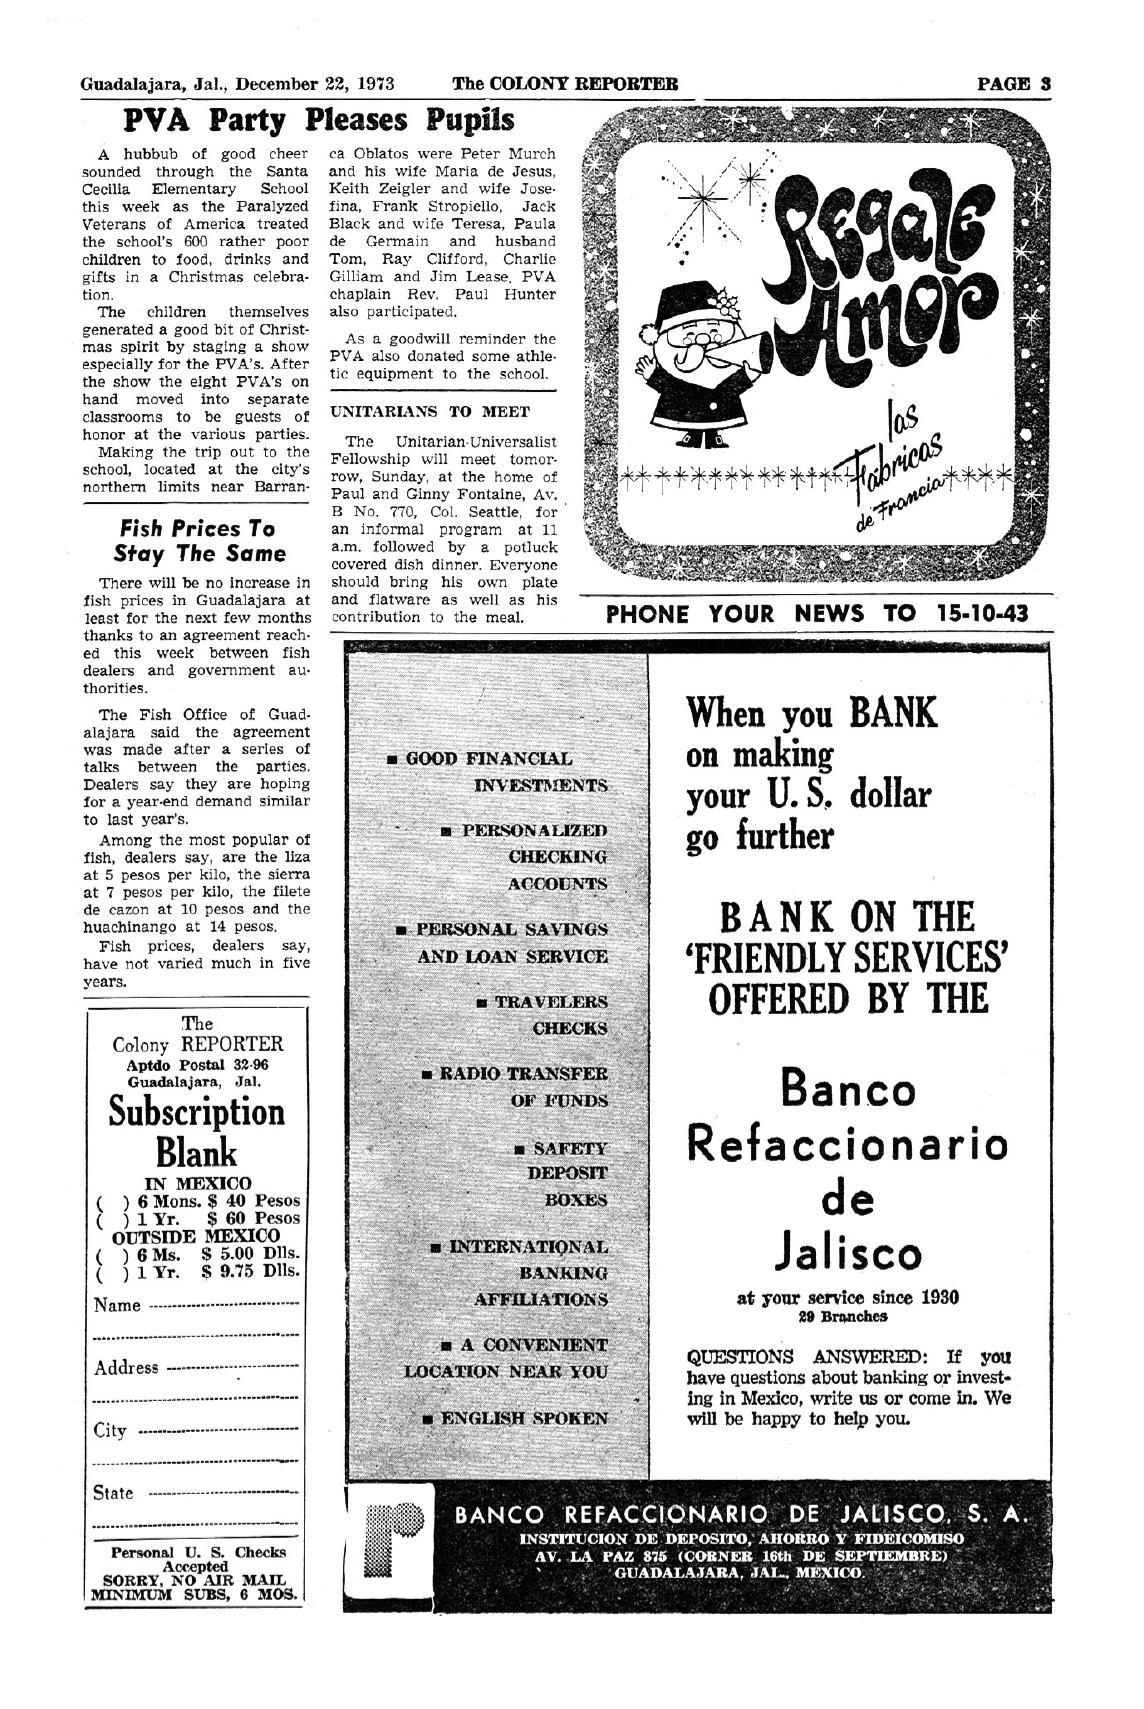 Guadalajara, Jal., December 22, 1973 The COLONY REPORTER PAGE 3
PVA Party Pleases Pupils
A hubbub of good cheer
sounded through the Santa
Cecilia Elementary School
this week as the Paralyzed
Veterans of America treated
the school's 600 rather poor
children to food, drinks and
gifts in a Christmas celebra-
tion.
The children themselves
generated a good bit of Christ-
mas spirit by staging a show
especially for the PVA's. After
the show the eight PVA's on
hand moved into separate
classrooms to be guests of
honor at the various parties.
Making the trip out to the
school, located at the city's
northern limits near Barran-
ca Oblatos were Peter Murch
and his wife Maria de Jesus,
Keith Zeigler and wife Jose-
fina, Frank Stropiello, Jack
Black and wife Teresa, Paula
de Germain and husband
Tom, Ray Clifford, Charlie
Gilliam and Jim Lease. PVA
chaplain Rev. Paul Hunter
also participated.
As a goodwill reminder the
PVA also donated some athle-
tic equipment to the school.
UNITARIANS TO MEET
The Unitarian-Universalist
Fellowship will meet tomor-
row, Sunday, at the home of
Paul and Ginny Fontaine, Av.
B No. 770, Col. Seattle, for
an informal program at 11
a.m. followed by a potluck
covered dish dinner. Everyone
should bring his own plate
and flatware as well as his
contribution to the meal.
Fish Prices To
Stay The Same
There will be no increase in
fish prices in Guadalajara at
least for the next few months
thanks to an agreement reach-
ed this week between fish
dealers and government au-
thorities.
The Fish Office of Guad-
alajara said the agreement
was made after a series of
talks between the parties.
Dealers say they are hoping
for a year-end demand similar
to last year's.
Among the most popular of
fish, dealers say, are the liza
at 5 pesos per kilo, the sierra
at 7 pesos per kilo, the filete
de cazon at 10 pesos and the
huachinango at 14 pesos.
Fish prices, dealers say,
have not varied much in five
years.
The
Colony REPORTER
Aptdo Postal 32-96
Guadalajara, Jal.
Subscription
Blank
IN MEXICO
( ) 6 Mons. $ 40 Pesos
( ) 1 Yr. $ 60 Pesos
OUTSIDE MEXICO
( ) 6 Ms. $ 5.00 Dlls.
( ) 1 Yr. $ 9.75 Dlls.
Name
Address
City
State
Personal U. S. Checks
Accepted
SORRY, NO AIR MAIL
MINIMUM SUBS, 6 MOS.
Regale
Amor
las
Fábricas
de Francia
PHONE YOUR NEWS TO 15-10-43
■ GOOD FINANCIAL
INVESTMENTS
■ PERSONALIZED
CHECKING
ACCOUNTS
■ PERSONAL SAVINGS
AND LOAN SERVICE
■ TRAVELERS
CHECKS
■ RADIO TRANSFER
OF FUNDS
■ SAFETY
DEPOSIT
BOXES
■ INTERNATIONAL
BANKING
AFFILIATIONS
■ A CONVENIENT
LOCATION NEAR YOU
■ ENGLISH SPOKEN
When you BANK
on making
your U. S. dollar
go further
BANK ON THE
'FRIENDLY SERVICES'
OFFERED BY THE
Banco
Refaccionario
de
Jalisco
at your service since 1930
29 Branches
QUESTIONS ANSWERED: If you
have questions about banking or invest-
ing in Mexico, write us or come in. We
will be happy to help you.
r
BANCO REFACCIONARIO DE JALISCO, S. A.
INSTITUCION DE DEPOSITO, AHORRO Y FIDEICOMISO
AV. LA PAZ 875 (CORNER 16th DE SEPTIEMBRE)
GUADALAJARA, JAL., MEXICO